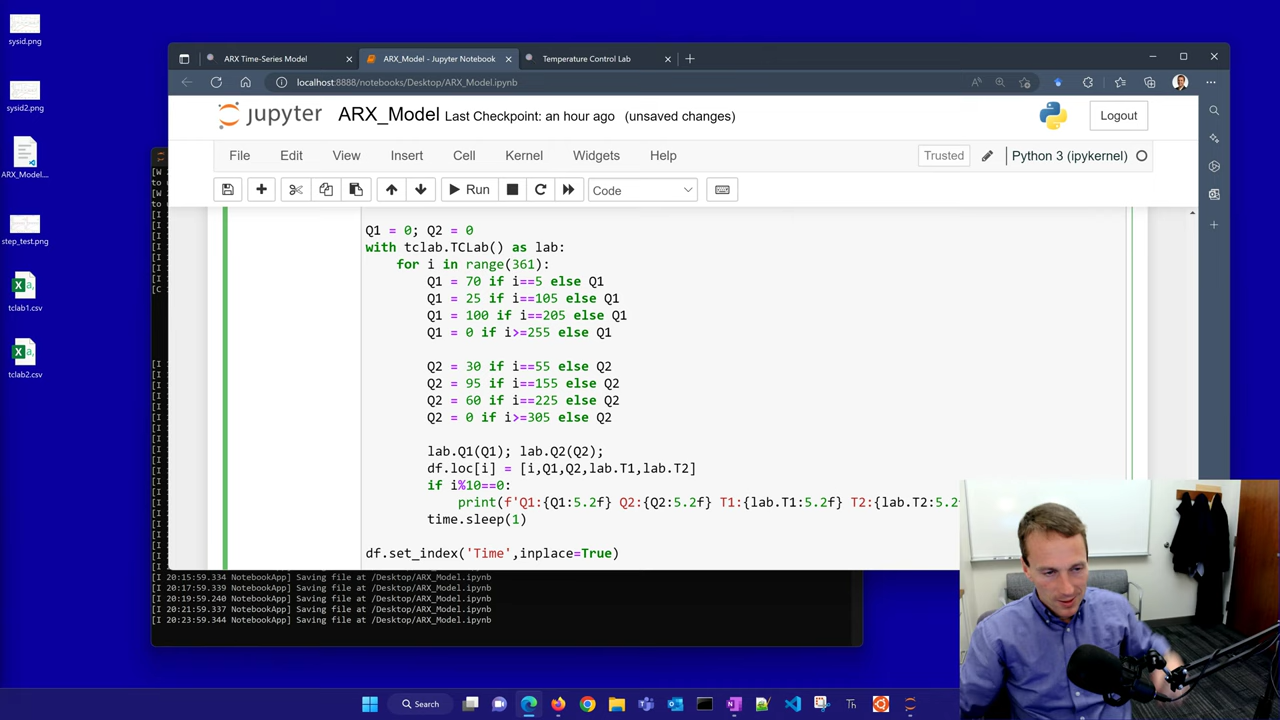 sysid.png
sysid2.png
ARX_Model....
step_test.png
tclab1.csv
tclab2.csv
ARX Time-Series Model
ARX_Model - Jupyter Notebook
Temperature Control Lab
localhost:8888/notebooks/Desktop/ARX_Model.ipynb
jupyter
ARX_Model Last Checkpoint: an hour ago (unsaved changes)
Logout
File Edit View Insert Cell Kernel Widgets Help
Trusted
Python 3 (ipykernel)
Run
Code
Q1 = 0; Q2 = 0
with tclab.TCLab() as lab:
for i in range(361):
Q1 = 70 if i==5 else Q1
Q1 = 25 if i==105 else Q1
Q1 = 100 if i==205 else Q1
Q1 = 0 if i>=255 else Q1
Q2 = 30 if i==55 else Q2
Q2 = 95 if i==155 else Q2
Q2 = 60 if i==225 else Q2
Q2 = 0 if i>=305 else Q2
lab.Q1(Q1); lab.Q2(Q2);
df.loc[i] = [i,Q1,Q2,lab.T1,lab.T2]
if i%10==0:
print(f'Q1:{Q1:5.2f} Q2:{Q2:5.2f} T1:{lab.T1:5.2f} T2:{lab.T2:5.2
time.sleep(1)
df.set_index('Time',inplace=True)
[I 20:15:59.334 NotebookApp] Saving file at /Desktop/ARX_Model.ipynb
[I 20:17:59.339 NotebookApp] Saving file at /Desktop/ARX_Model.ipynb
[I 20:19:59.240 NotebookApp] Saving file at /Desktop/ARX_Model.ipynb
[I 20:21:59.337 NotebookApp] Saving file at /Desktop/ARX_Model.ipynb
[I 20:23:59.344 NotebookApp] Saving file at /Desktop/ARX_Model.ipynb
Search
Th